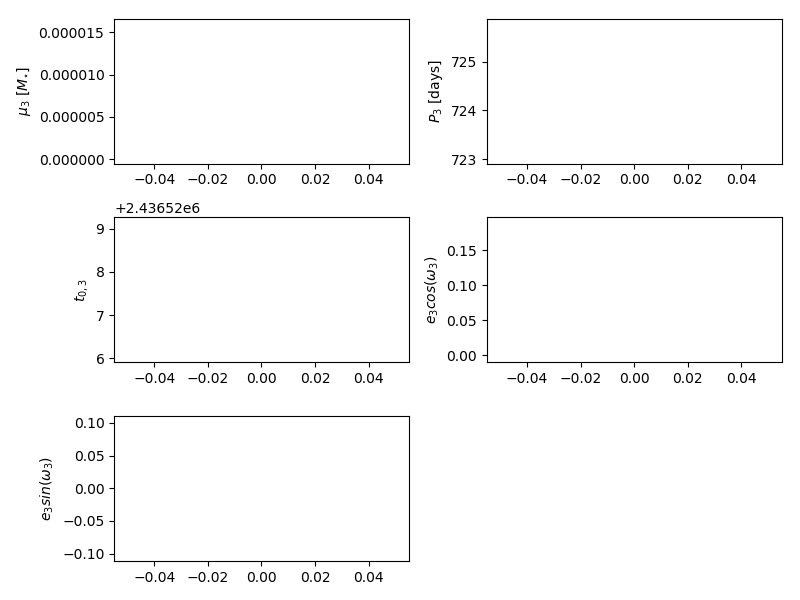 μ₃ [M⋆]
0.000015
0.000010
0.000005
0.000000
−0.04 −0.02 0.00 0.02 0.04
P₃ [days]
725
724
723
−0.04 −0.02 0.00 0.02 0.04
+2.43652e6
t₀,₃
9
8
7
6
−0.04 −0.02 0.00 0.02 0.04
e₃cos(ω₃)
0.15
0.10
0.05
0.00
−0.04 −0.02 0.00 0.02 0.04
e₃sin(ω₃)
0.10
0.05
0.00
−0.05
−0.10
−0.04 −0.02 0.00 0.02 0.04